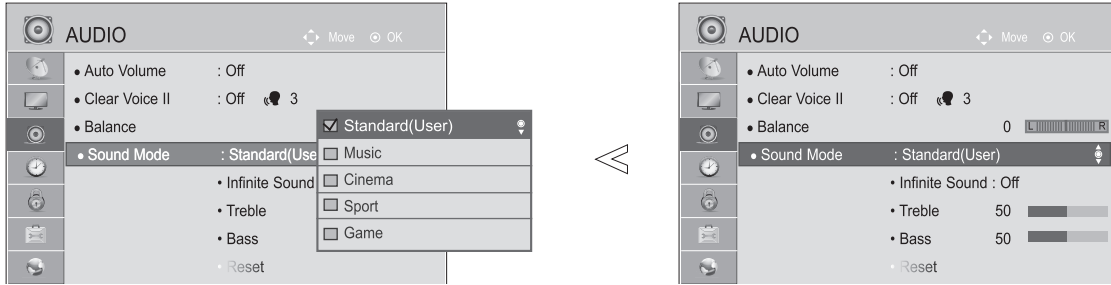 AUDIO
Move OK
• Auto Volume : Off
• Clear Voice II : Off 3
• Balance
• Sound Mode : Standard(Use
• Infinite Sound
• Treble
• Bass
• Reset
Standard(User)
Music
Cinema
Sport
Game
AUDIO
Move OK
• Auto Volume : Off
• Clear Voice II : Off 3
• Balance 0 L R
• Sound Mode : Standard(User)
• Infinite Sound : Off
• Treble 50
• Bass 50
• Reset